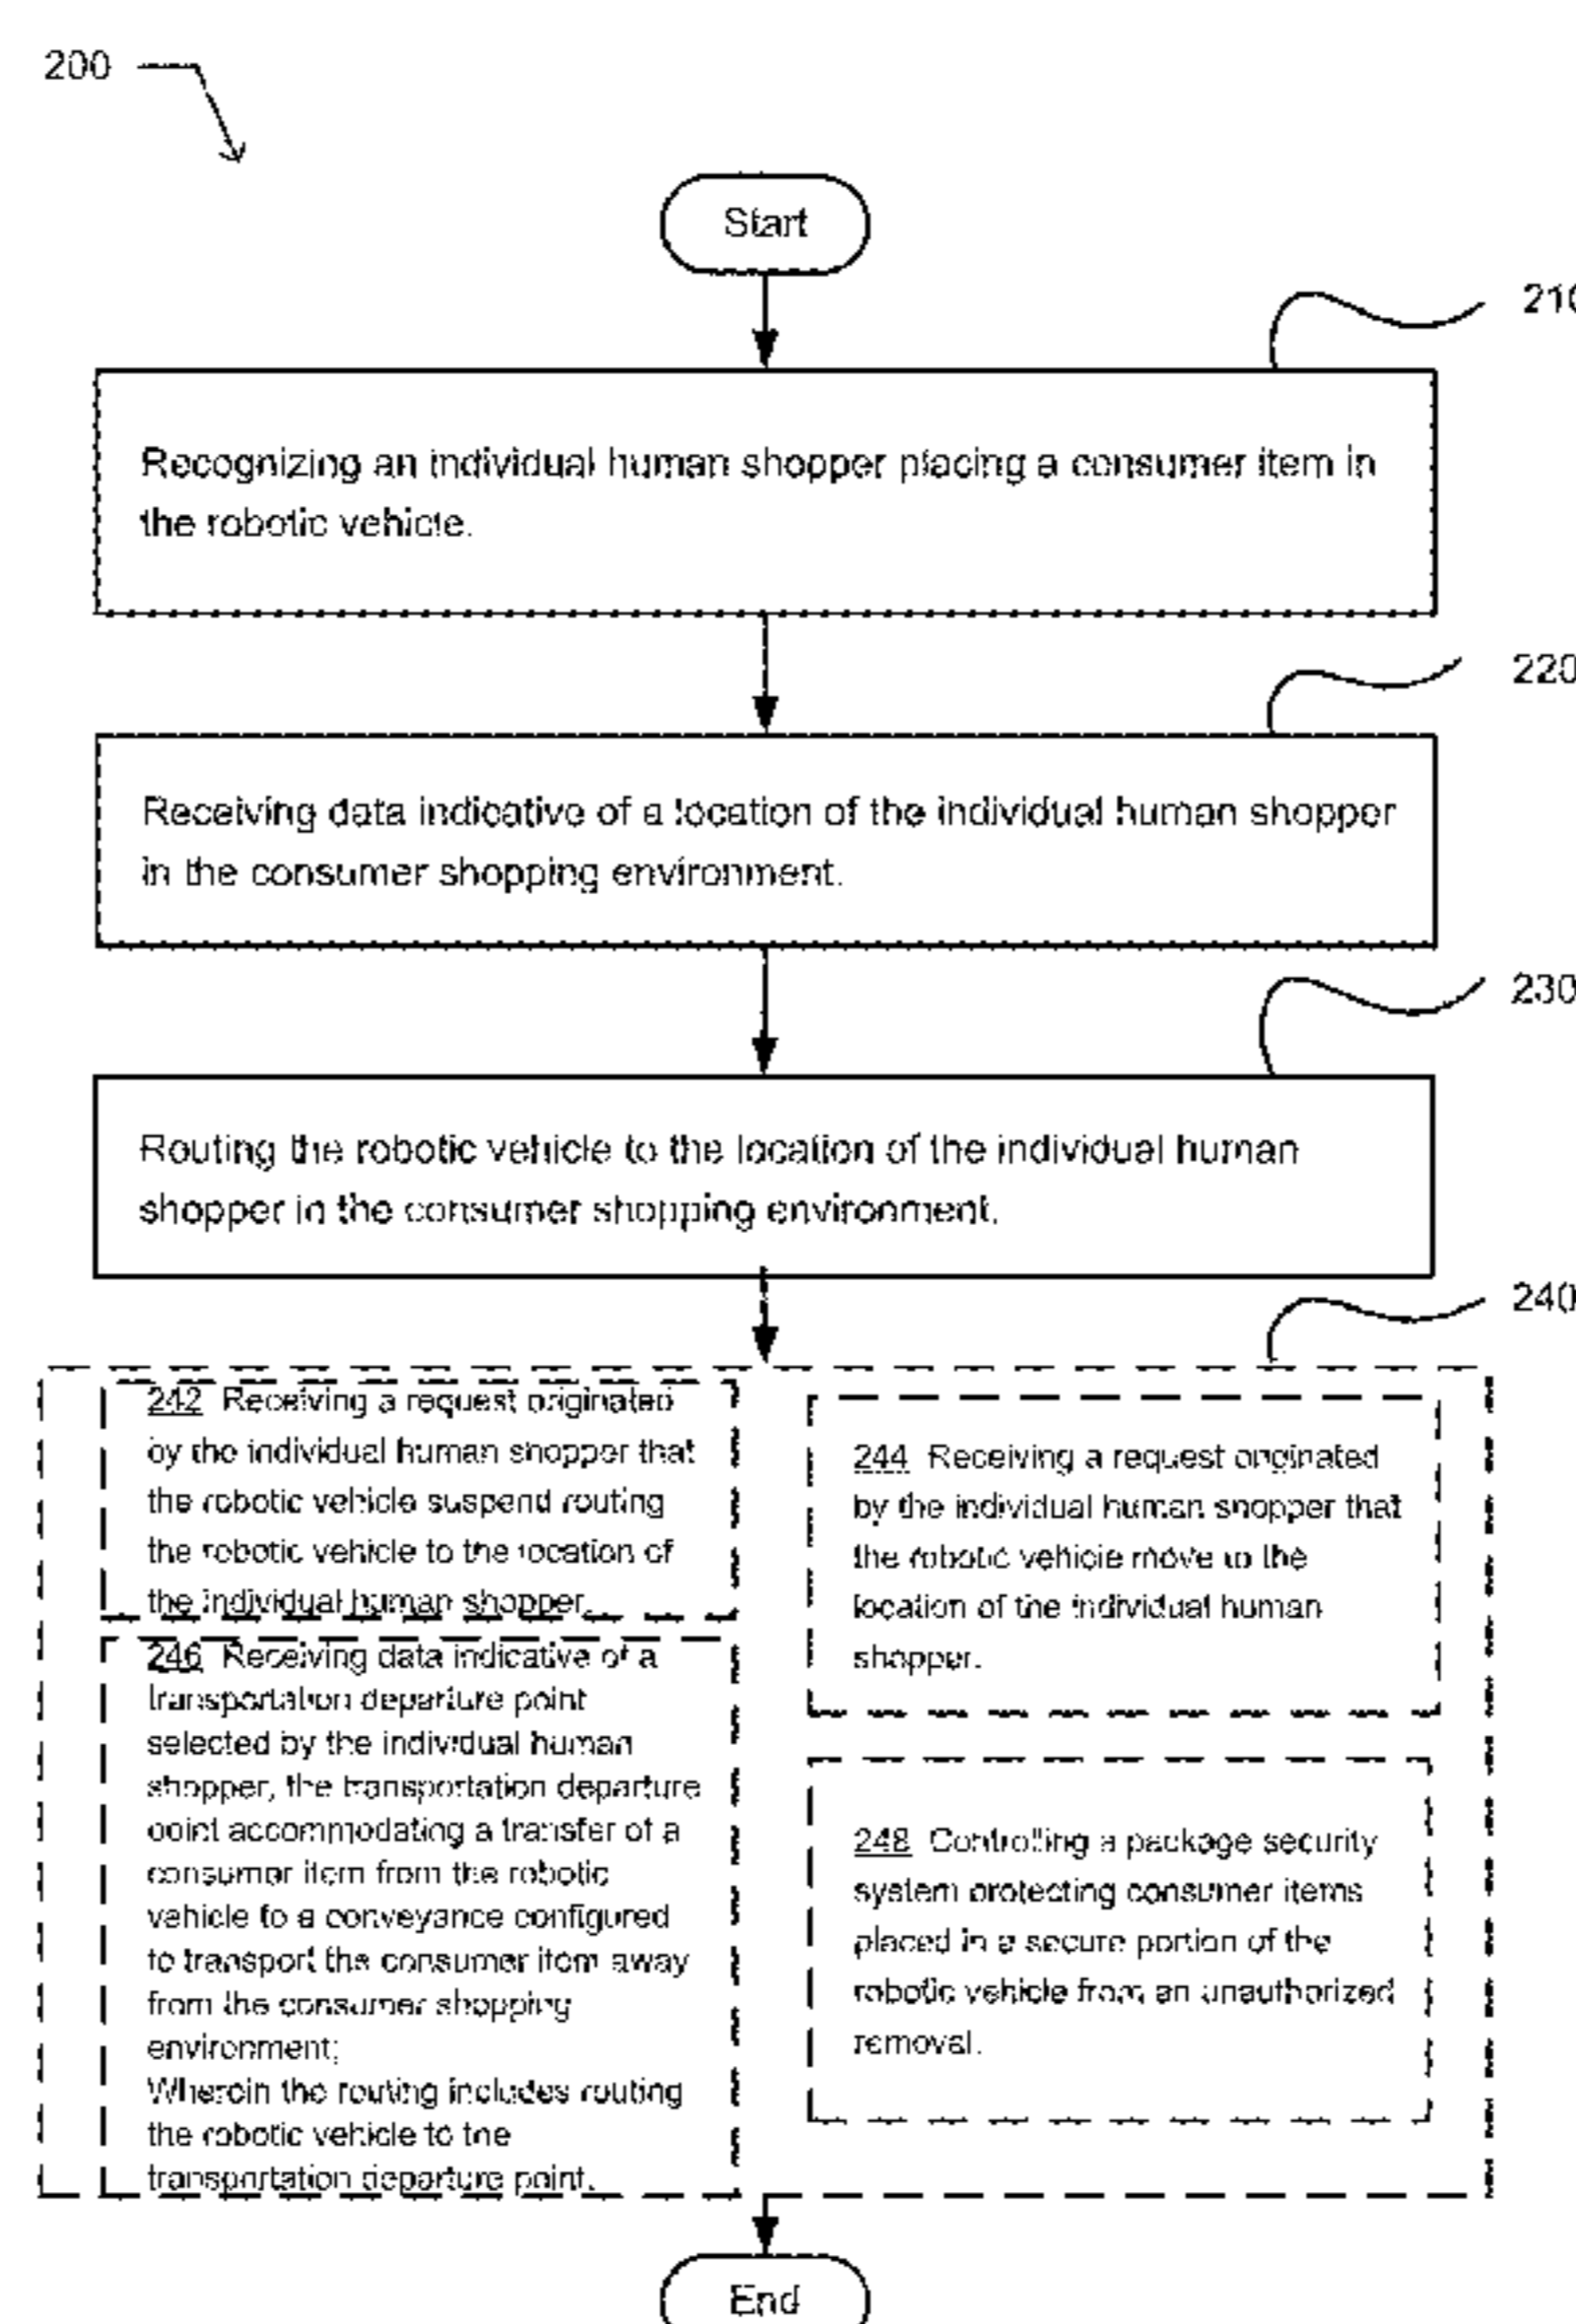 200
Start
210
Recognizing an individual human shopper placing a consumer item in
the robotic vehicle.
220
Receiving data indicative of a location of the individual human shopper
in the consumer shopping environment.
230
Routing the robotic vehicle to the location of the individual human
shopper in the consumer shopping environment.
240
242 Receiving a request originated
by the individual human shopper that
the robotic vehicle suspend routing
the robotic vehicle to the location of
the individual human shopper.
244 Receiving a request originated
by the individual human shopper that
the robotic vehicle move to the
location of the individual human
shopper.
246 Receiving data indicative of a
transportation departure point
selected by the individual human
shopper, the transportation departure
point accommodating a transfer of a
consumer item from the robotic
vehicle to a conveyance configured
to transport the consumer item away
from the consumer shopping
environment;
Wherein the routing includes routing
the robotic vehicle to the
transportation departure point.
248 Controlling a package security
system protecting consumer items
placed in a secure portion of the
robotic vehicle from an unauthorized
removal.
End